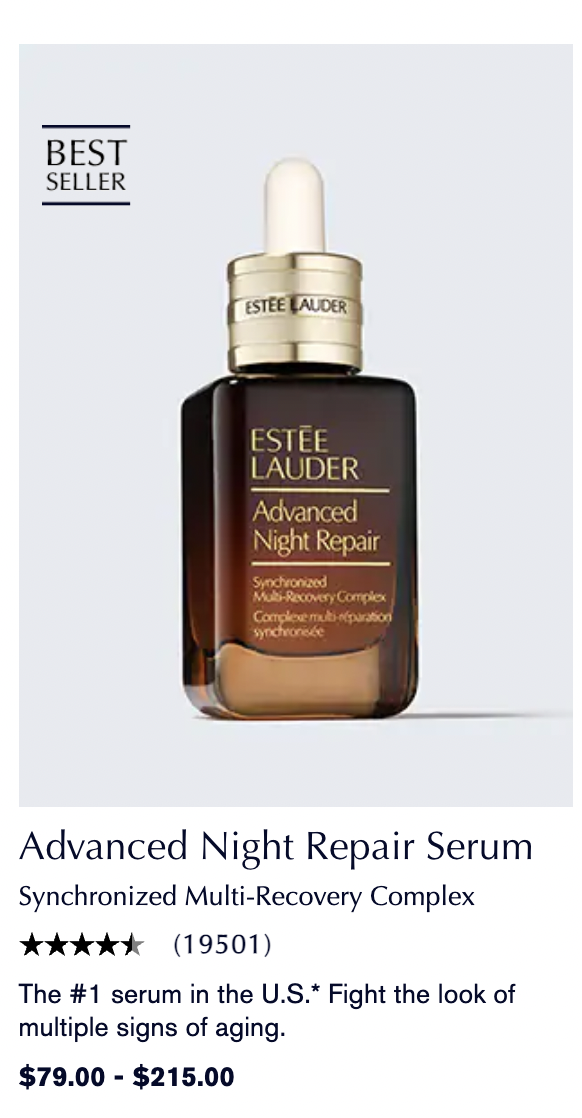 BEST
SELLER
ESTĒE LAUDER
ESTĒE
LAUDER
Advanced
Night Repair
Synchronized
Multi-Recovery Complex
Complexe multi-réparation
synchronisée
Advanced Night Repair Serum
Synchronized Multi-Recovery Complex
(19501)
The #1 serum in the U.S.* Fight the look of
multiple signs of aging.
$79.00 - $215.00